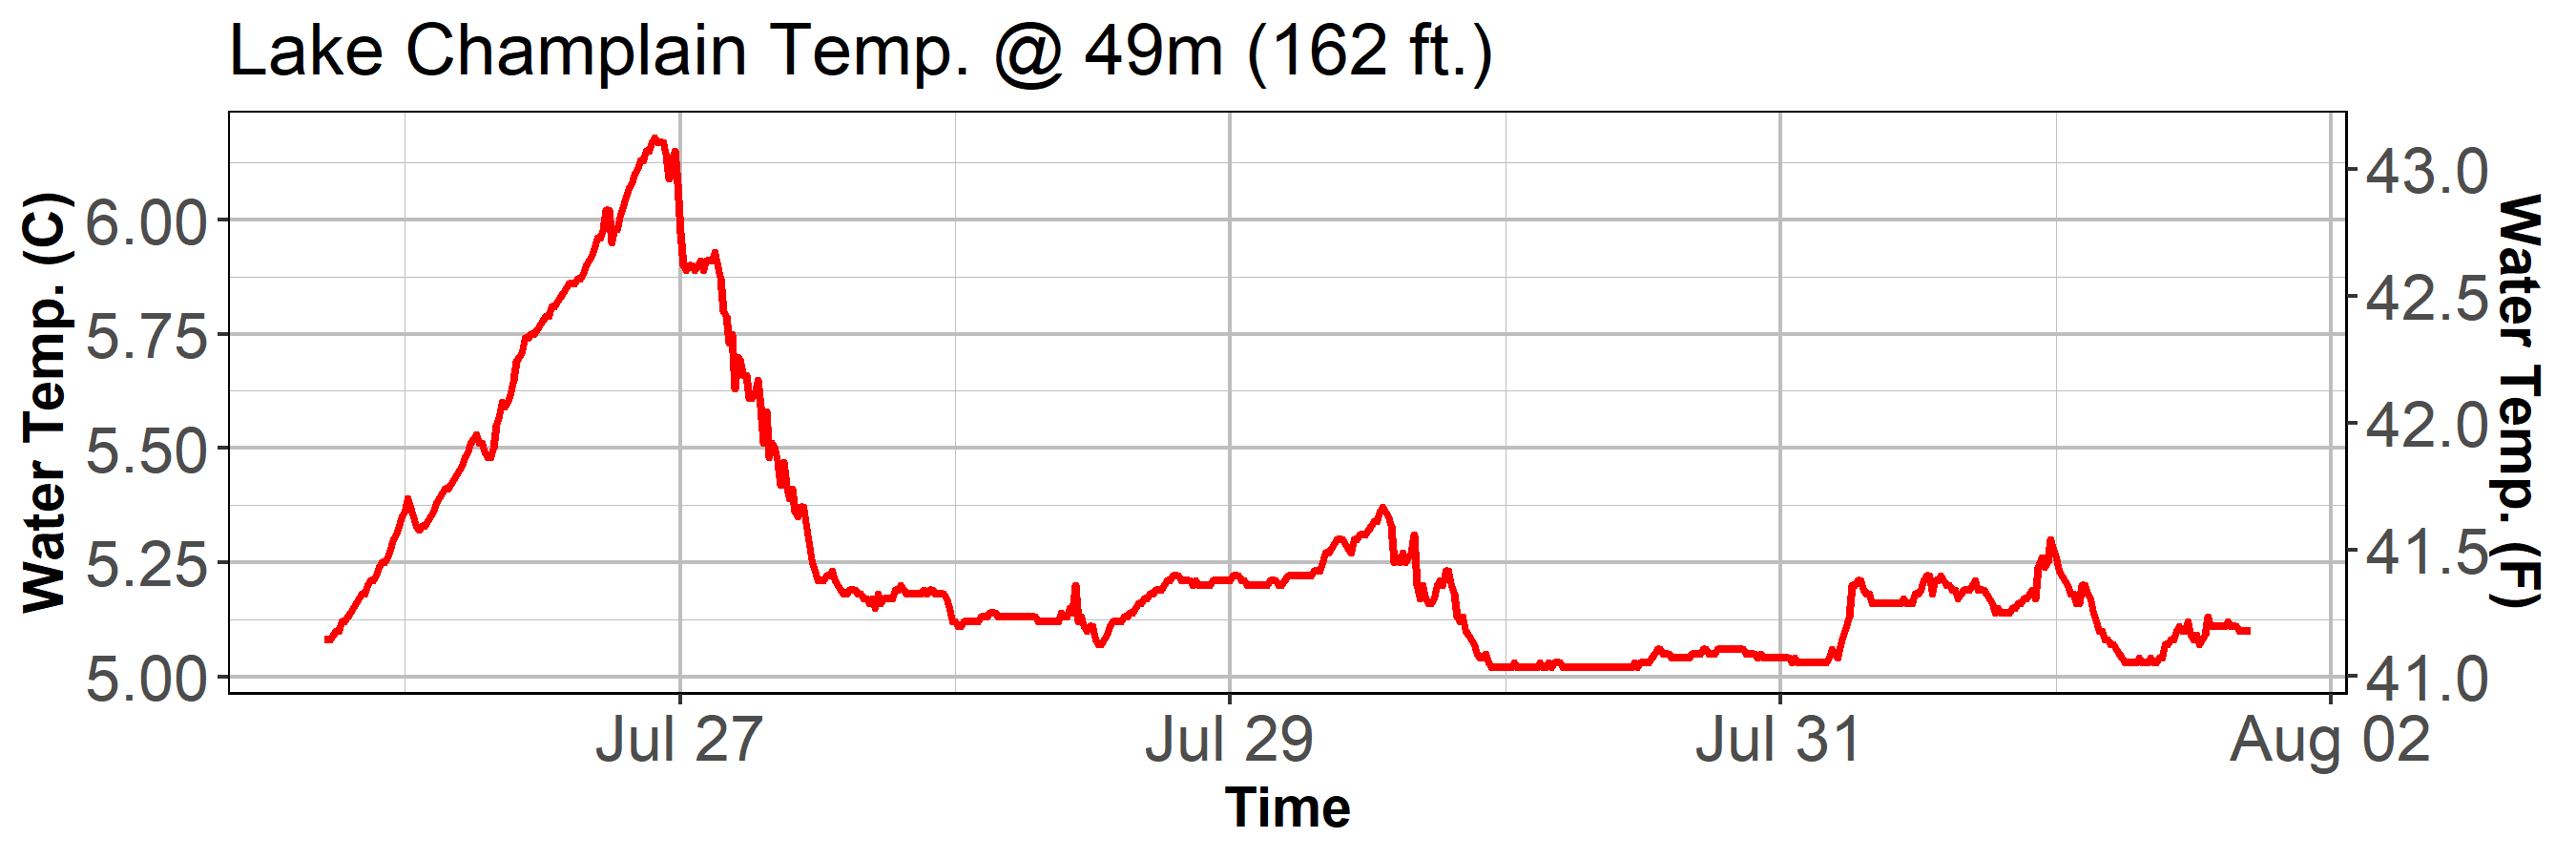 Lake Champlain Temp. @ 49m (162 ft.)
Water Temp. (C)
6.00
5.75
5.50
5.25
5.00
43.0
42.5
42.0
41.5
41.0
Water Temp. (F)
Jul 27 Jul 29 Jul 31 Aug 02
Time